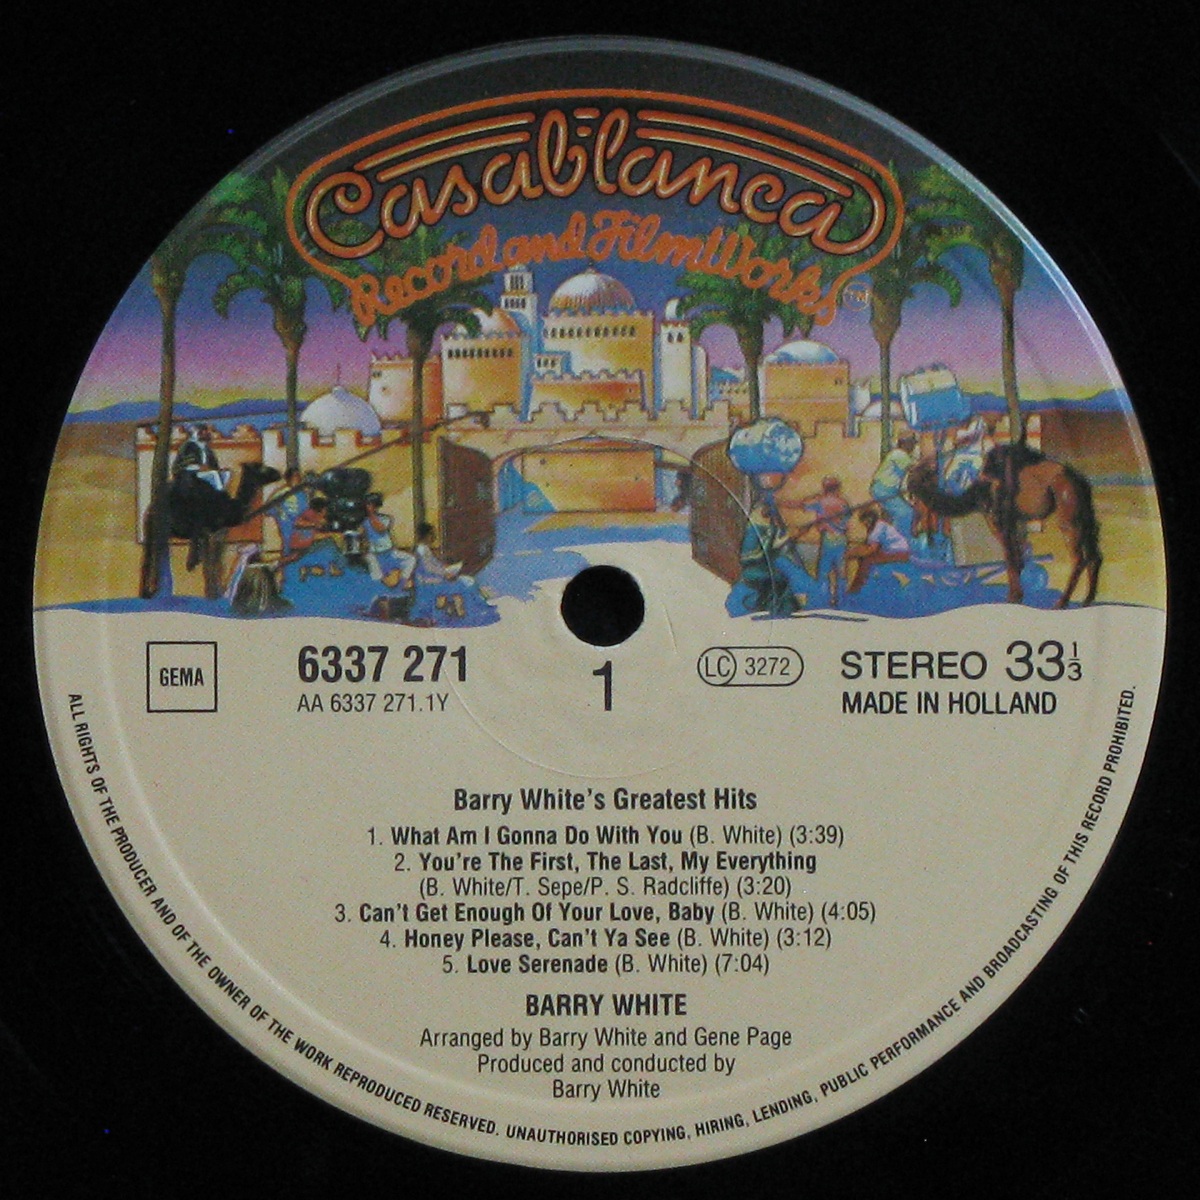 Casablanca
Record and FilmWorks
TM
GEMA
6337 271
AA 6337 271.1Y
1
LC 3272
STEREO 33 1/3
MADE IN HOLLAND
Barry White's Greatest Hits
1. What Am I Gonna Do With You (B. White) (3:39)
2. You're The First, The Last, My Everything
(B. White/T. Sepe/P. S. Radcliffe) (3:20)
3. Can't Get Enough Of Your Love, Baby (B. White) (4:05)
4. Honey Please, Can't Ya See (B. White) (3:12)
5. Love Serenade (B. White) (7:04)
BARRY WHITE
Arranged by Barry White and Gene Page
Produced and conducted by
Barry White
ALL RIGHTS OF THE PRODUCER AND OF THE OWNER OF THE WORK REPRODUCED RESERVED. UNAUTHORISED COPYING, HIRING, LENDING, PUBLIC PERFORMANCE AND BROADCASTING OF THIS RECORD PROHIBITED.